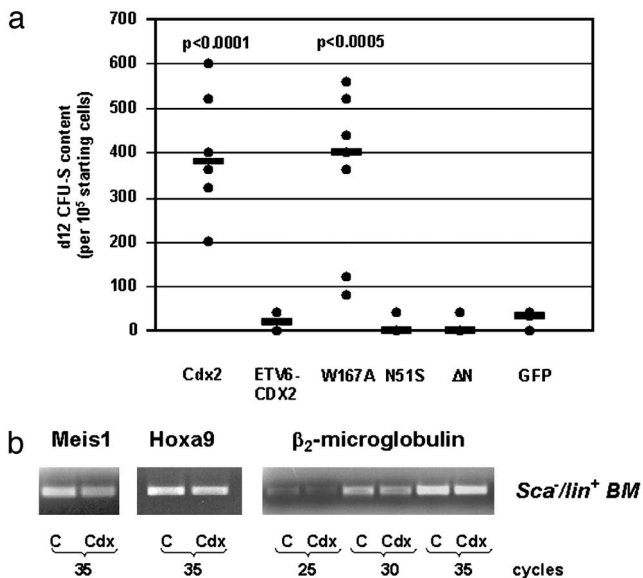 a
700
600
500
400
300
200
100
0
d12 CFU-S content
(per 10⁵ starting cells)
p<0.0001 p<0.0005
Cdx2 ETV6-CDX2 W167A N51S ΔN GFP
b
Meis1 Hoxa9 β₂-microglobulin
Sca⁻/lin⁺ BM
C Cdx C Cdx C Cdx C Cdx C Cdx
35 35 25 30 35 cycles